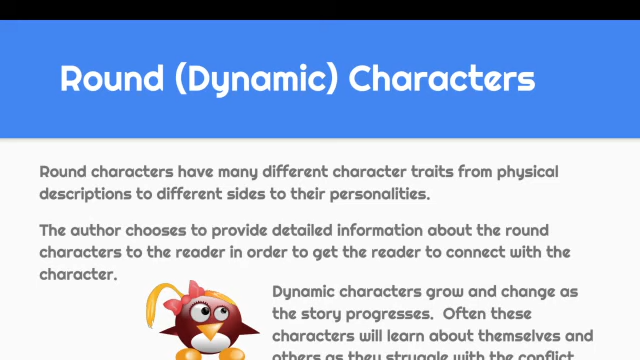 Round (Dynamic) Characters
Round characters have many different character traits from physical
descriptions to different sides to their personalities.
The author chooses to provide detailed information about the round
characters to the reader in order to get the reader to connect with the
character.
Dynamic characters grow and change as
the story progresses.  Often these
characters will learn about themselves and
others as they struggle with the conflict